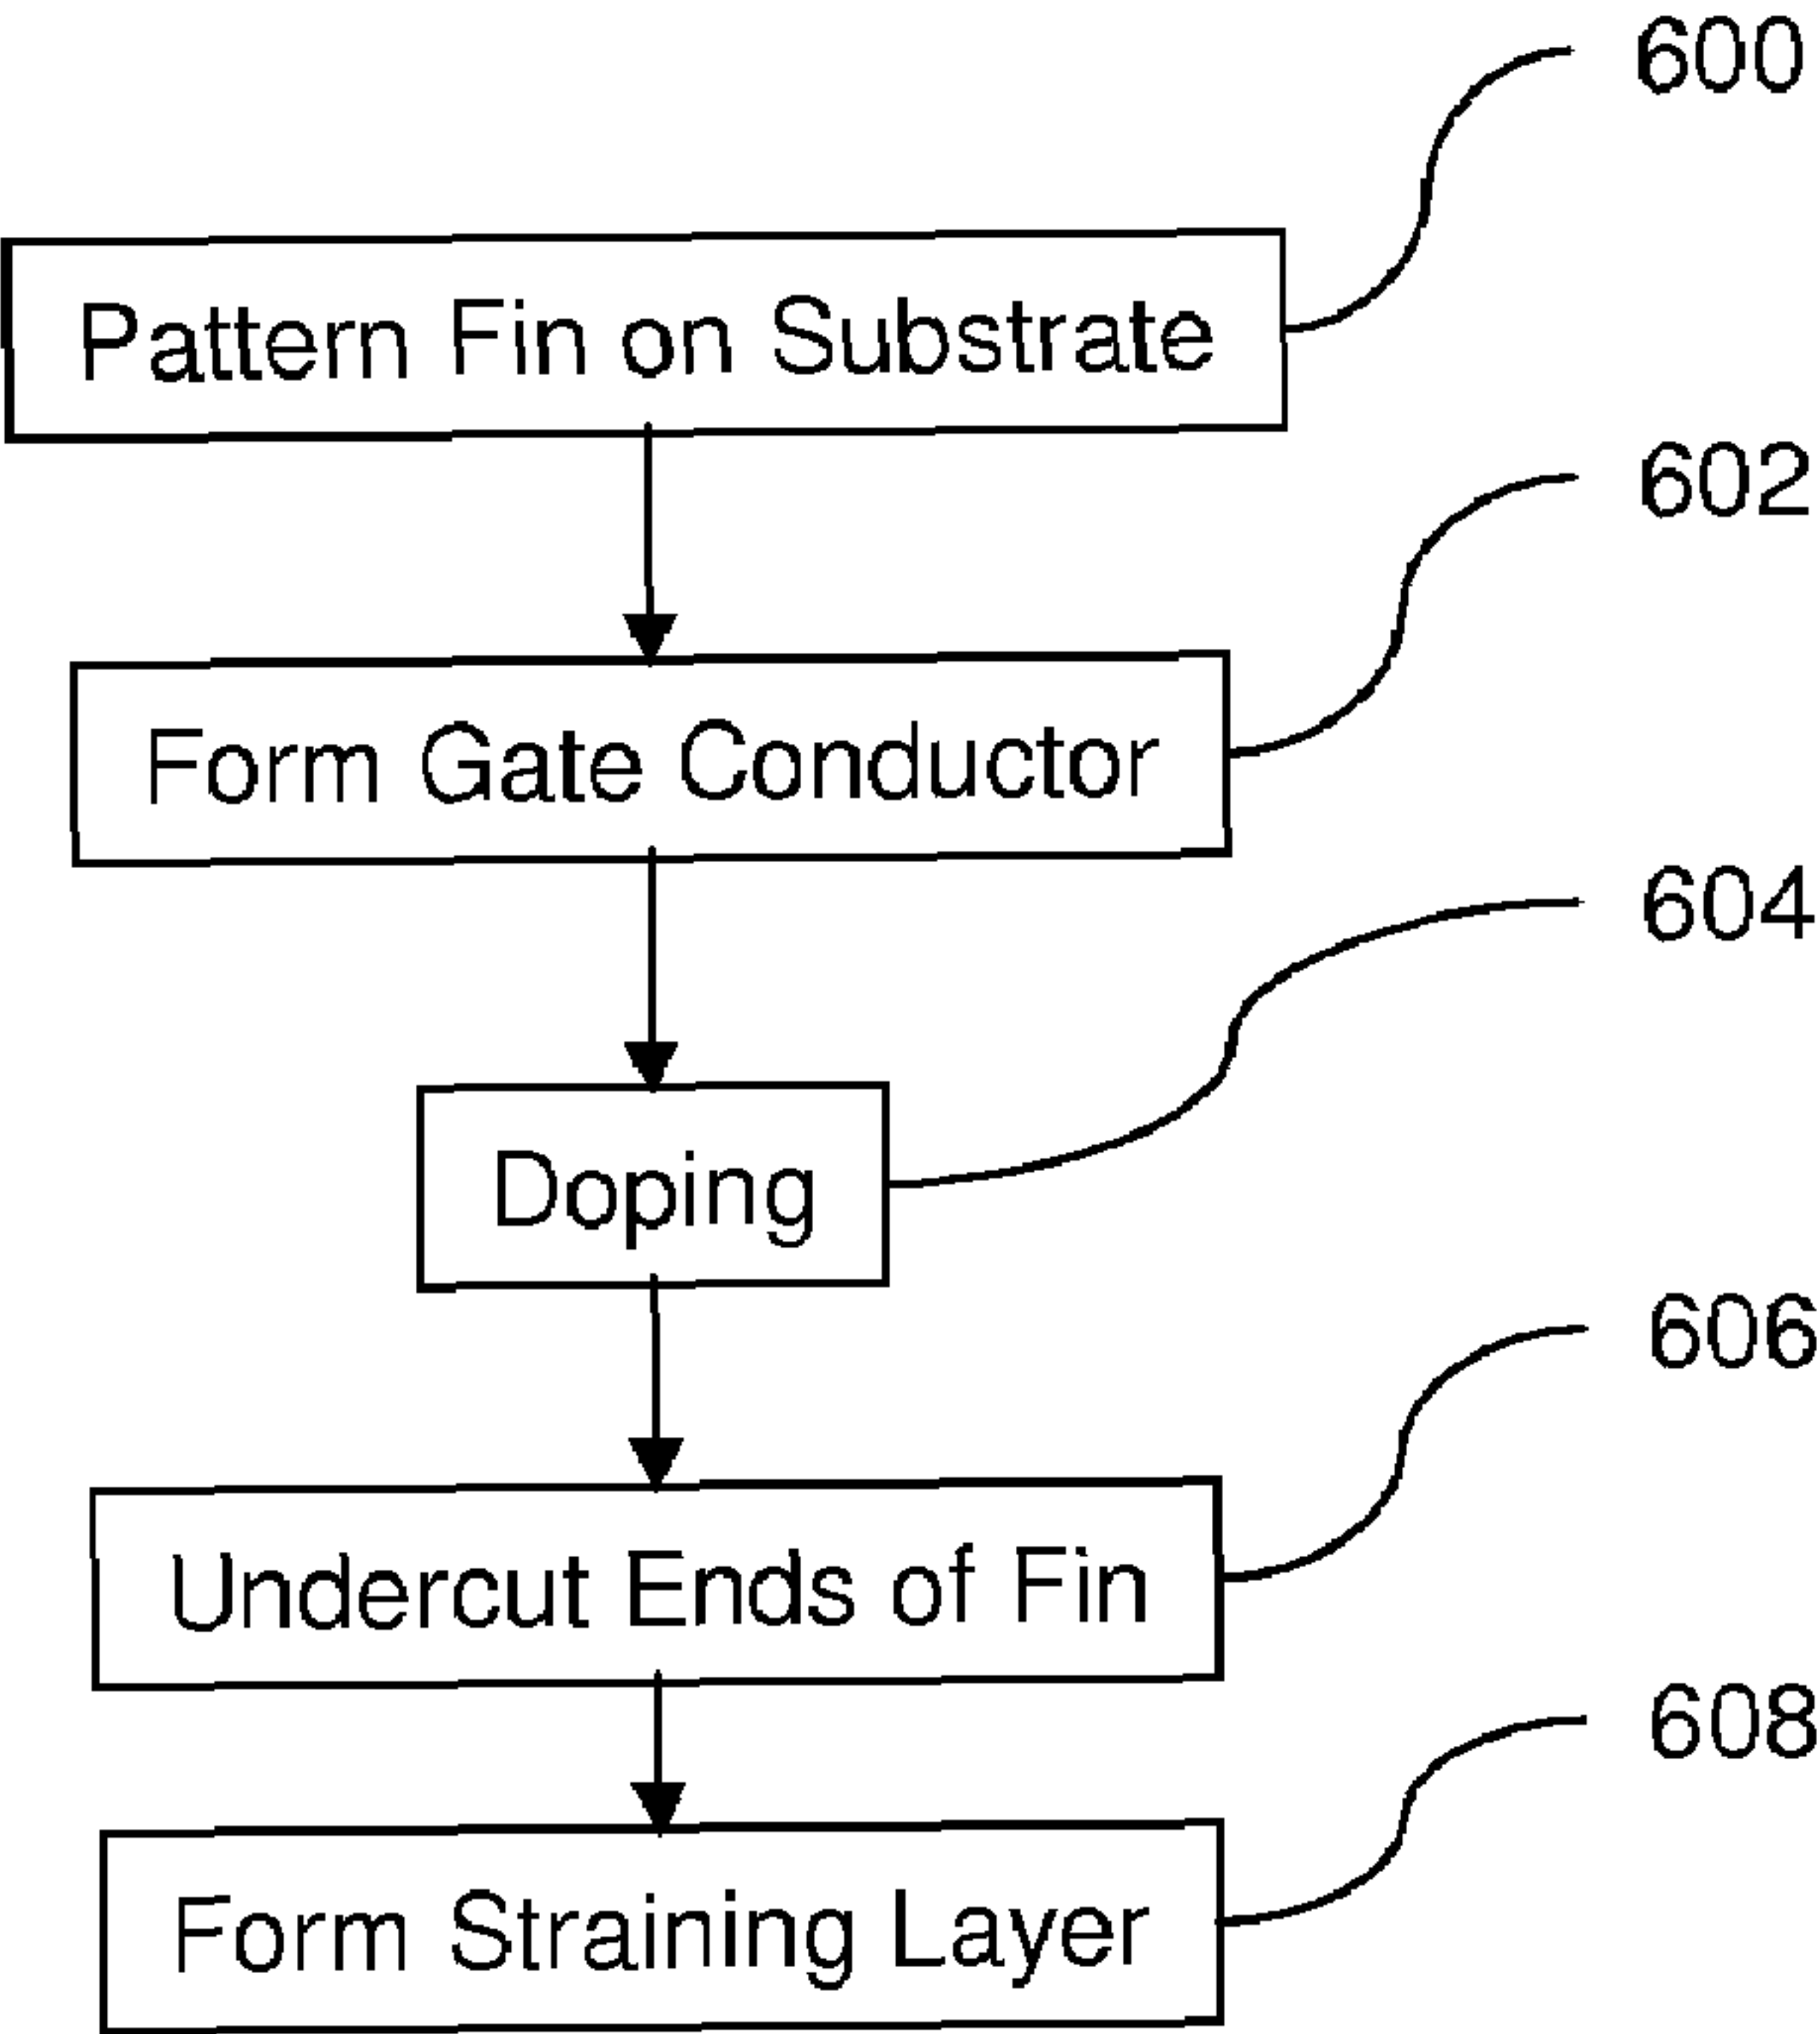 600
Pattern Fin on Substrate
602
Form Gate Conductor
604
Doping
606
Undercut Ends of Fin
608
Form Straining Layer